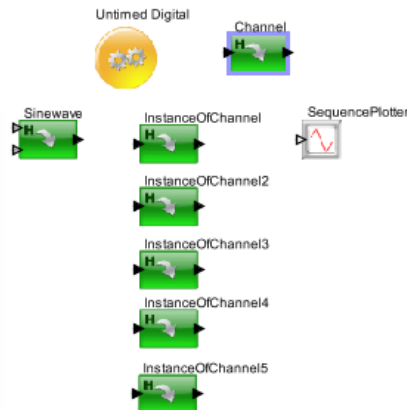 Untimed Digital
Channel
H
Sinewave
H
InstanceOfChannel
H
SequencePlotter
InstanceOfChannel2
H
InstanceOfChannel3
H
InstanceOfChannel4
H
InstanceOfChannel5
H